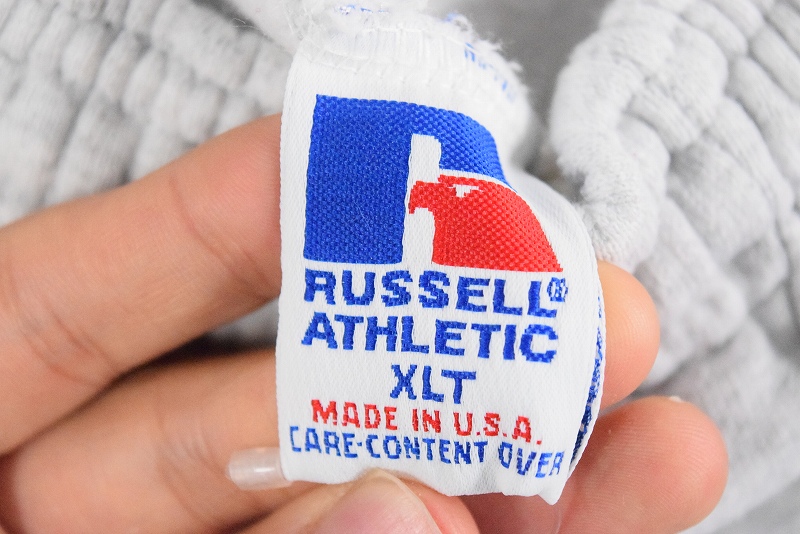 RUSSELL®
ATHLETIC
XLT
MADE IN U.S.A.
CARE-CONTENT OVER